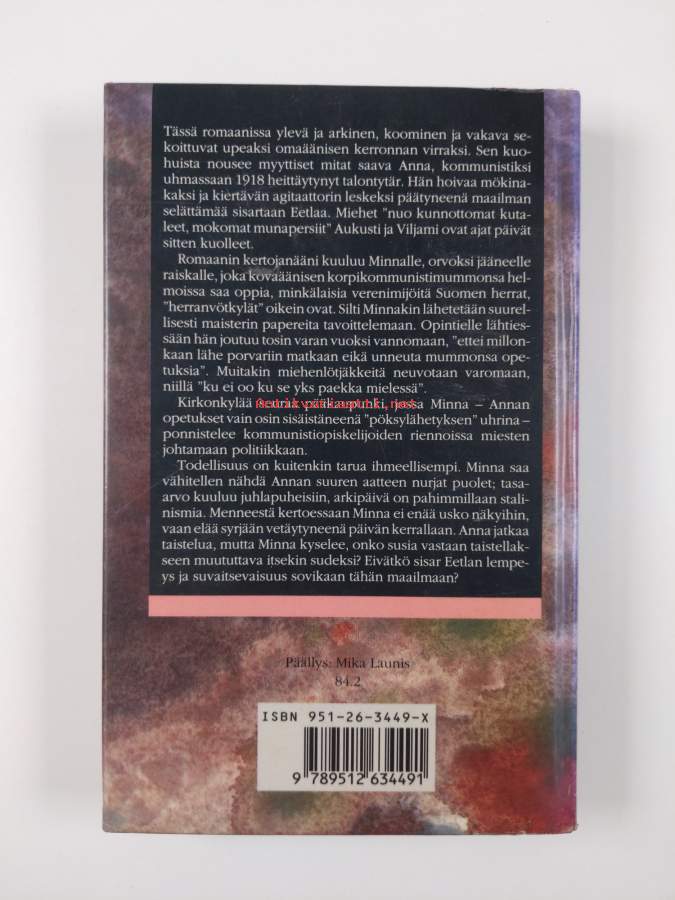 Tässä romaanissa ylevä ja arkinen, koominen ja vakava se-
koittuvat upeaksi omaäänisen kerronnan virraksi. Sen kuo-
huista nousee myyttiset mitat saava Anna, kommunistiksi
uhmassaan 1918 heittäytynyt talontytär. Hän hoivaa mökina-
kaksi ja kiertävän agitaattorin leskeksi päätyneenä maailman
selättämää sisartaan Eetlaa. Miehet "nuo kunnottomat kuta-
leet, mokomat munapersiit" Aukusti ja Viljami ovat ajat päivät
sitten kuolleet.
Romaanin kertojanääni kuuluu Minnalle, orvoksi jääneelle
raiskalle, joka kovaäänisen korpikommunistimummonsa hel-
moissa saa oppia, minkälaisia verenimijöitä Suomen herrat,
"herranvötkylät" oikein ovat. Silti Minnakin lähetetään suurel-
lisesti maisterin papereita tavoittelemaan. Opintielle lähties-
sään hän joutuu tosin varan vuoksi vannomaan, "ettei millon-
kaan lähe porvariin matkaan eikä unneuta mummonsa ope-
tuksia". Muitakin miehenlötjäkkeitä neuvotaan varomaan,
niillä "ku ei oo ku se yks paekka mielessä".
Kirkonkylää seuraa pääkaupunki, jossa Minna – Annan
opetukset vain osin sisäistäneenä "pöksylähetyksen" uhrina –
ponnistelee kommunistiopiskelijoiden riennoissa miesten
johtamaan politiikkaan.
Todellisuus on kuitenkin tarua ihmeellisempi. Minna saa
vähitellen nähdä Annan suuren aatteen nurjat puolet; tasa-
arvo kuuluu juhlapuheisiin, arkipäivä on pahimmillaan stali-
nismia. Menneestä kertoessaan Minna ei enää usko näkyihin,
vaan elää syrjään vetäytyneenä päivän kerrallaan. Anna jatkaa
taistelua, mutta Minna kyselee, onko susia vastaan taistellak-
seen muututtava itsekin sudeksi? Eivätkö sisar Eetlan lempe-
ys ja suvaitsevaisuus sovikaan tähän maailmaan?
Päällys: Mika Launis
84.2
ISBN 951-26-3449-X
9 789512 634491